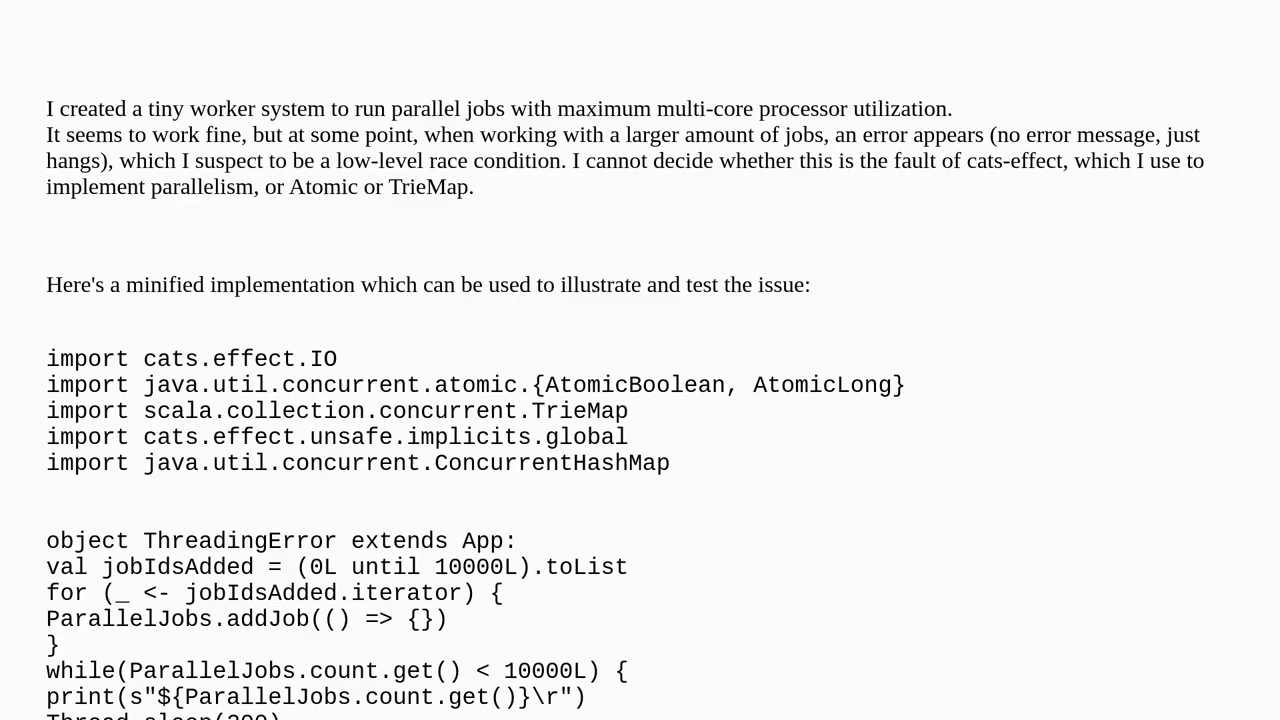 I created a tiny worker system to run parallel jobs with maximum multi-core processor utilization.
It seems to work fine, but at some point, when working with a larger amount of jobs, an error appears (no error message, just
hangs), which I suspect to be a low-level race condition. I cannot decide whether this is the fault of cats-effect, which I use to
implement parallelism, or Atomic or TrieMap.
Here's a minified implementation which can be used to illustrate and test the issue:
import cats.effect.IO
import java.util.concurrent.atomic.{AtomicBoolean, AtomicLong}
import scala.collection.concurrent.TrieMap
import cats.effect.unsafe.implicits.global
import java.util.concurrent.ConcurrentHashMap
object ThreadingError extends App:
val jobIdsAdded = (0L until 10000L).toList
for (_ <- jobIdsAdded.iterator) {
ParallelJobs.addJob(() => {})
}
while(ParallelJobs.count.get() < 10000L) {
print(s"${ParallelJobs.count.get()}\r")